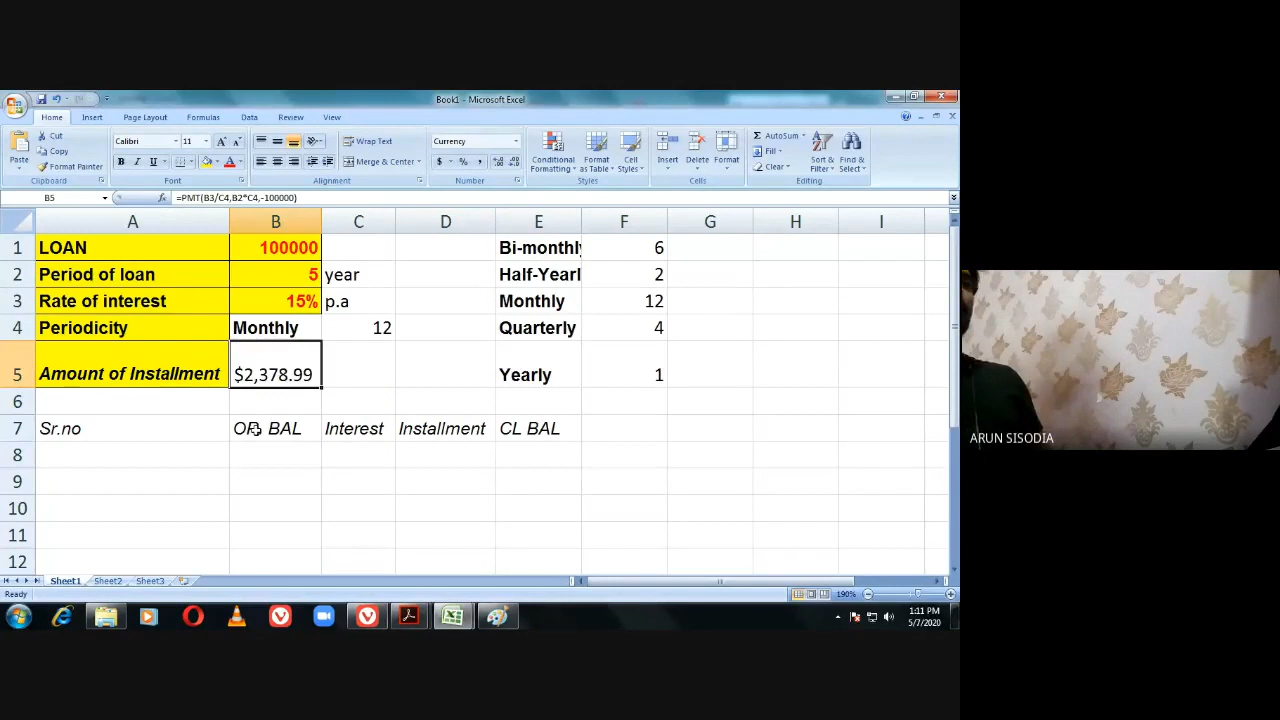 Book1 - Microsoft Excel
Home Insert Page Layout Formulas Data Review View
Paste
Cut
Copy
Format Painter
Clipboard
Calibri 11
B I U
Font
Wrap Text
Merge & Center
Alignment
Currency
$ % ,
Number
Conditional Formatting
Format as Table
Cell Styles
Styles
Insert Delete Format
Cells
AutoSum
Fill
Clear
Sort & Filter
Find & Select
Editing
B5 fx =PMT(B3/C4,B2*C4,-100000)
A B C D E F G H I
1 LOAN 100000 Bi-monthly 6
2 Period of loan 5 year Half-Yearl 2
3 Rate of interest 15% p.a Monthly 12
4 Periodicity Monthly 12 Quarterly 4
5 Amount of Installment $2,378.99 Yearly 1
6
7 Sr.no OP BAL Interest Installment CL BAL
8
9
10
11
12
Sheet1 Sheet2 Sheet3
Ready 190%
1:11 PM
5/7/2020
ARUN SISODIA